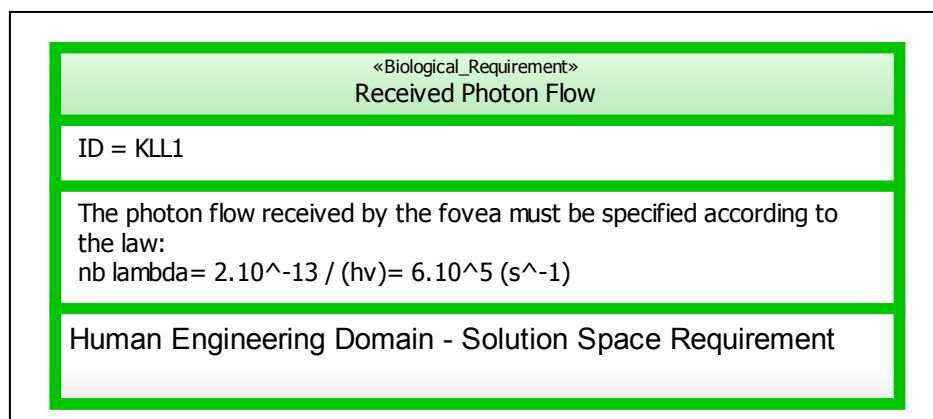 «Biological_Requirement»
Received Photon Flow
ID = KLL1
The photon flow received by the fovea must be specified according to
the law:
nb lambda= 2.10^-13 / (hv)= 6.10^5 (s^-1)
Human Engineering Domain - Solution Space Requirement